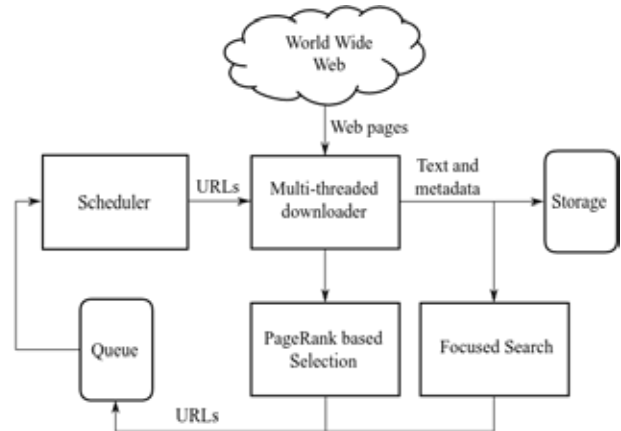 World Wide
Web
Web pages
Scheduler
URLs
Multi-threaded
downloader
Text and
metadata
Storage
Queue
PageRank based
Selection
Focused Search
URLs